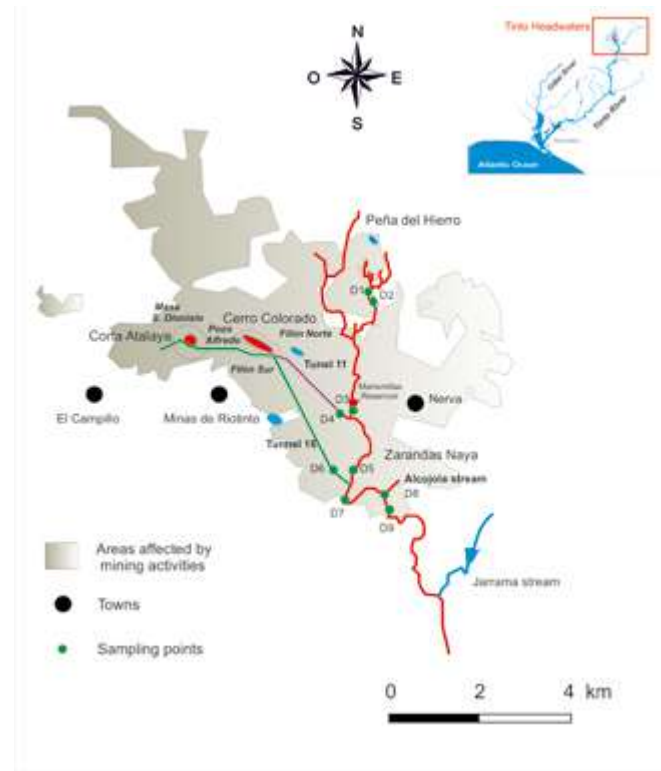 Tinto Headwaters
Tinto River
Atlantic Ocean
N
O
E
S
Peña del Hierro
D1
D2
Masa
S. Dionisio
Cerro Colorado
Corta Atalaya
Pozo
Alfredo
Filón Norte
Filón Sur
Tunel 11
D3
Marismillas
Reservoir
D4
Nerva
El Campillo
Minas de Riotinto
Tunnel 16
Zarandas Naya
D6
D5
Alcojola stream
D8
D7
D9
Jarrama stream
Areas affected by
mining activities
Towns
Sampling points
0 2 4 km